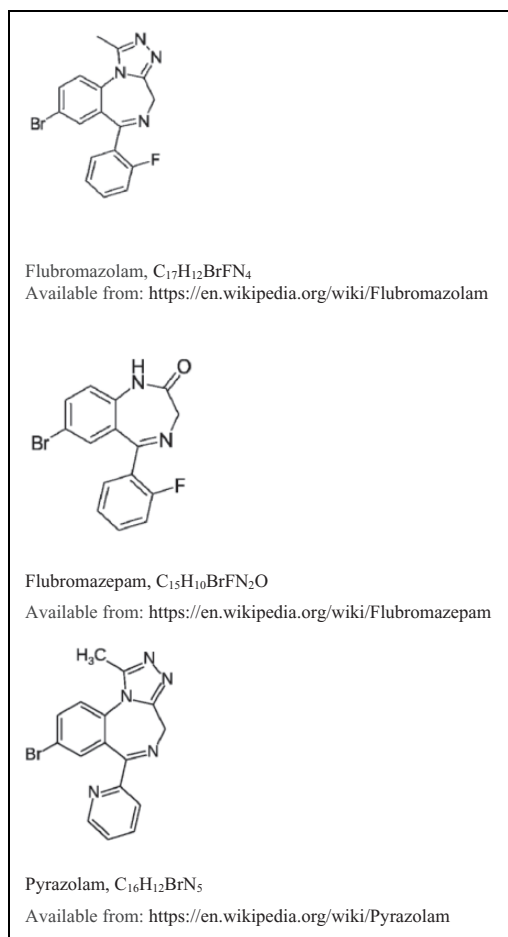 N
N
N
Br
N
F
Flubromazolam, C₁₇H₁₂BrFN₄
Available from: https://en.wikipedia.org/wiki/Flubromazolam
H
N
O
Br
N
F
Flubromazepam, C₁₅H₁₀BrFN₂O
Available from: https://en.wikipedia.org/wiki/Flubromazepam
H₃C
N
N
N
Br
N
N
Pyrazolam, C₁₆H₁₂BrN₅
Available from: https://en.wikipedia.org/wiki/Pyrazolam